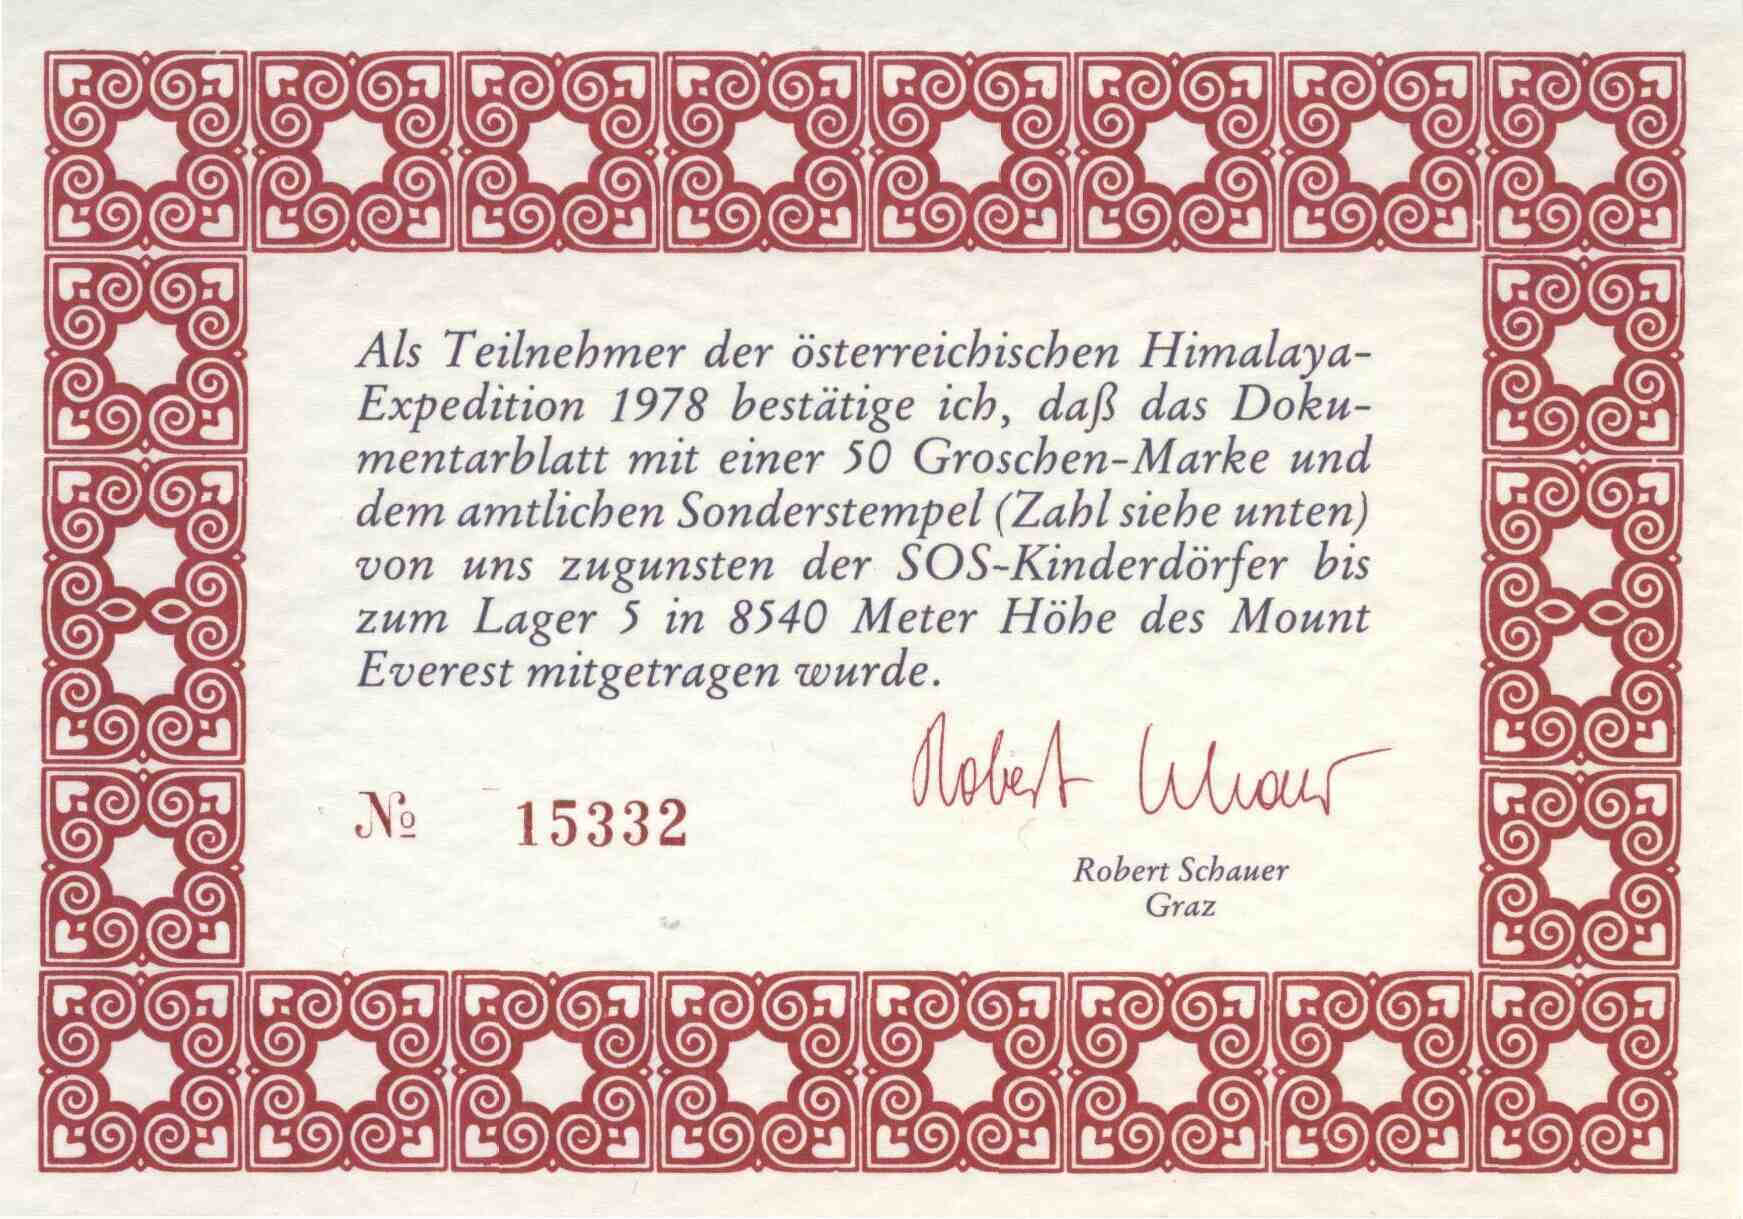 Als Teilnehmer der österreichischen Himalaya-
Expedition 1978 bestätige ich, daß das Doku-
mentarblatt mit einer 50 Groschen-Marke und
dem amtlichen Sonderstempel (Zahl siehe unten)
von uns zugunsten der SOS-Kinderdörfer bis
zum Lager 5 in 8540 Meter Höhe des Mount
Everest mitgetragen wurde.
Robert Schauer
№ 15332
Robert Schauer
Graz